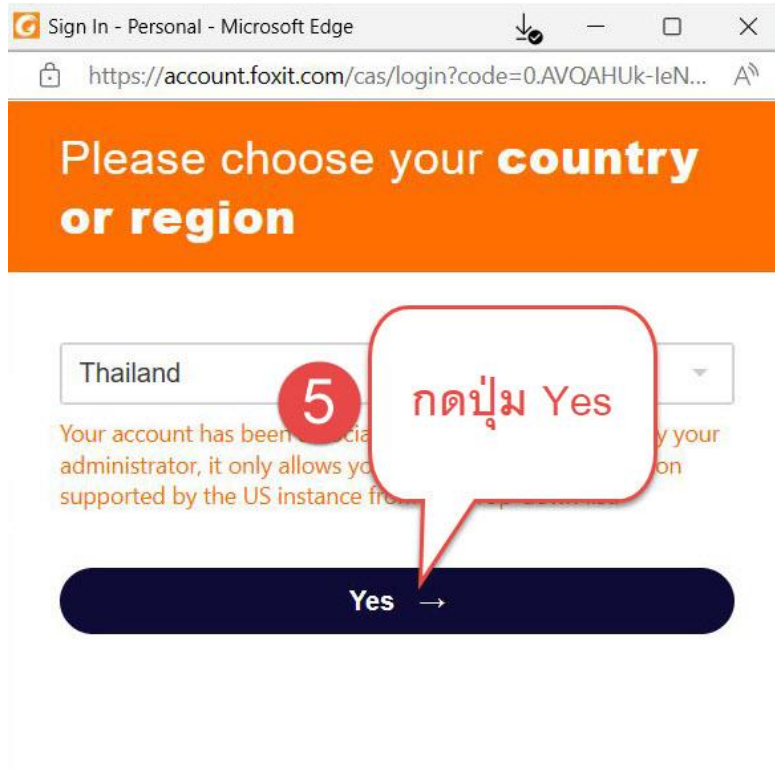 Sign In - Personal - Microsoft Edge
https://account.foxit.com/cas/login?code=0.AVQAHUk-IeN...
Please choose your country
or region
Thailand
5
กดปุ่ม Yes
Your account has been y your
administrator, it only allows on
supported by the US instance
Yes →